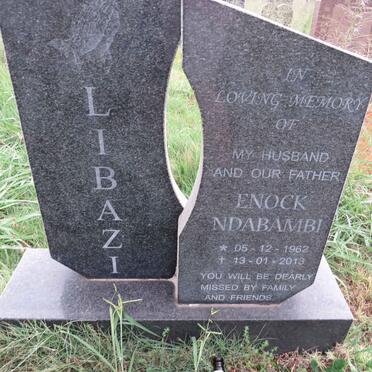 LIBAZI
IN
LOVING MEMORY
OF
MY HUSBAND
AND OUR FATHER
ENOCK
NDABAMBI
★ 05-12-1962
✝ 13-01-2013
YOU WILL BE DEARLY
MISSED BY FAMILY
AND FRIENDS